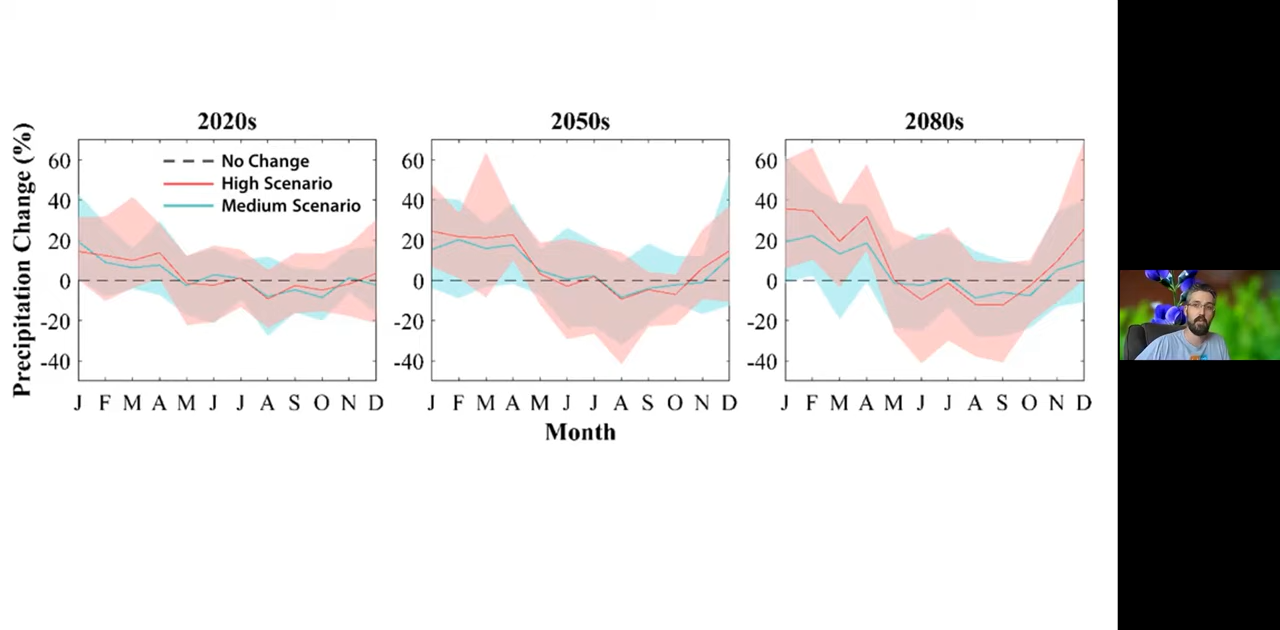 2020s 2050s 2080s
Precipitation Change (%)
60 60 60
No Change
High Scenario
40 40 40
Medium Scenario
20 20 20
0 0 0
-20 -20 -20
-40 -40 -40
J F M A M J J A S O N D J F M A M J J A S O N D J F M A M J J A S O N D
Month